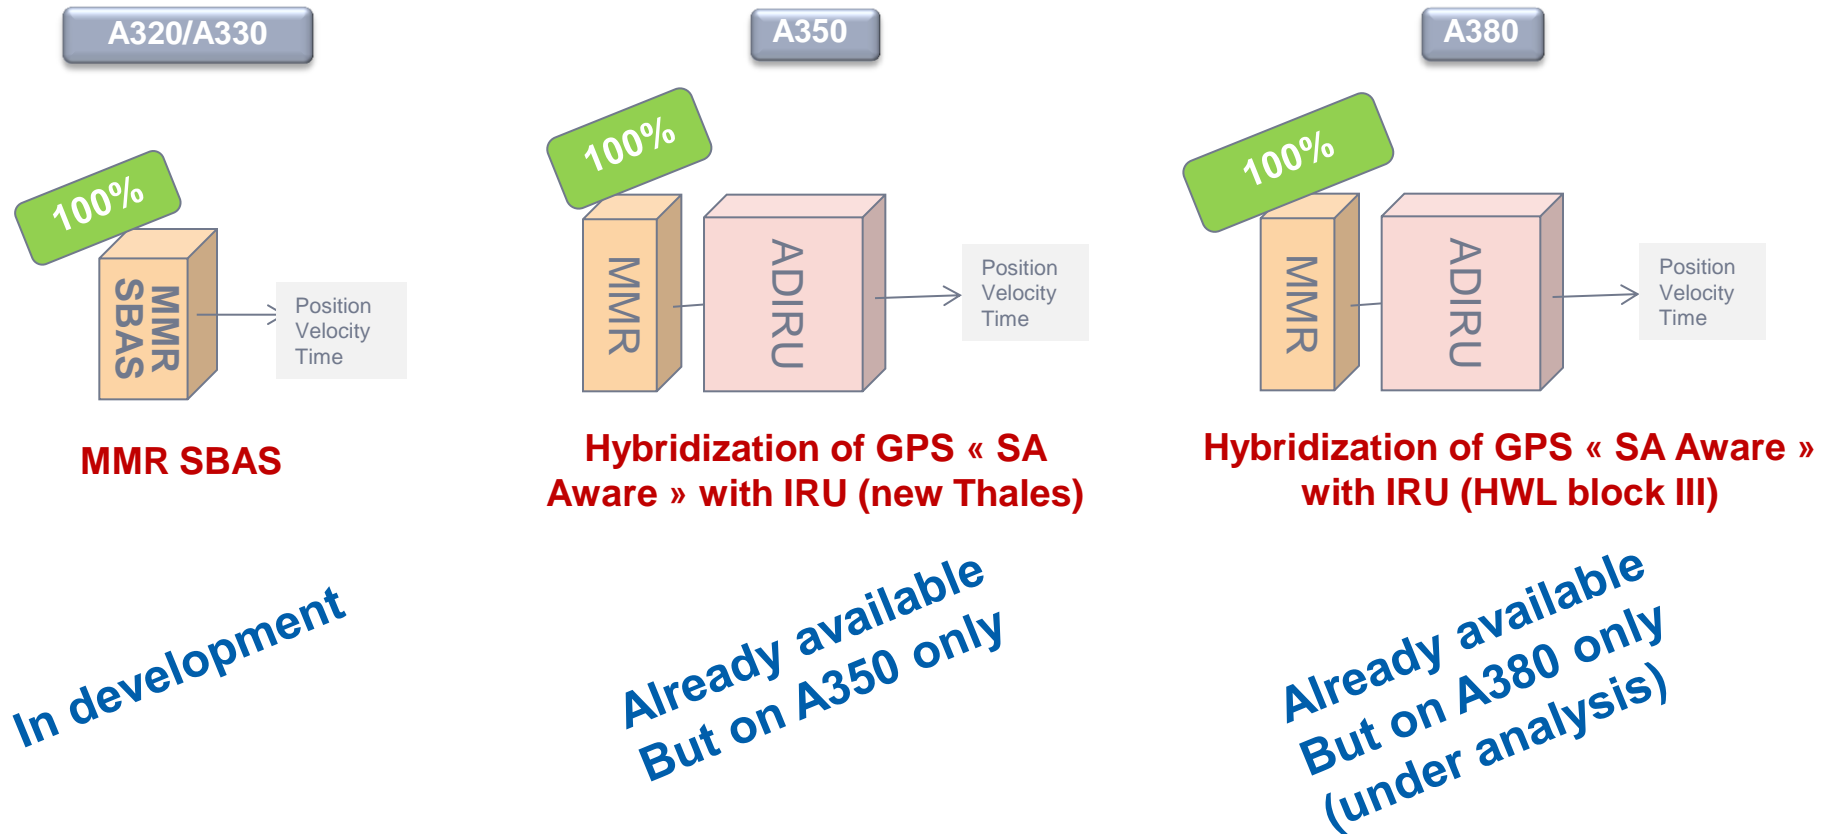 A320/A330
100%
MMR
SBAS
Position
Velocity
Time
MMR SBAS
In development
A350
100%
MMR
ADIRU
Position
Velocity
Time
Hybridization of GPS « SA
Aware » with IRU (new Thales)
Already available
But on A350 only
A380
100%
MMR
ADIRU
Position
Velocity
Time
Hybridization of GPS « SA Aware »
with IRU (HWL block III)
Already available
But on A380 only
(under analysis)